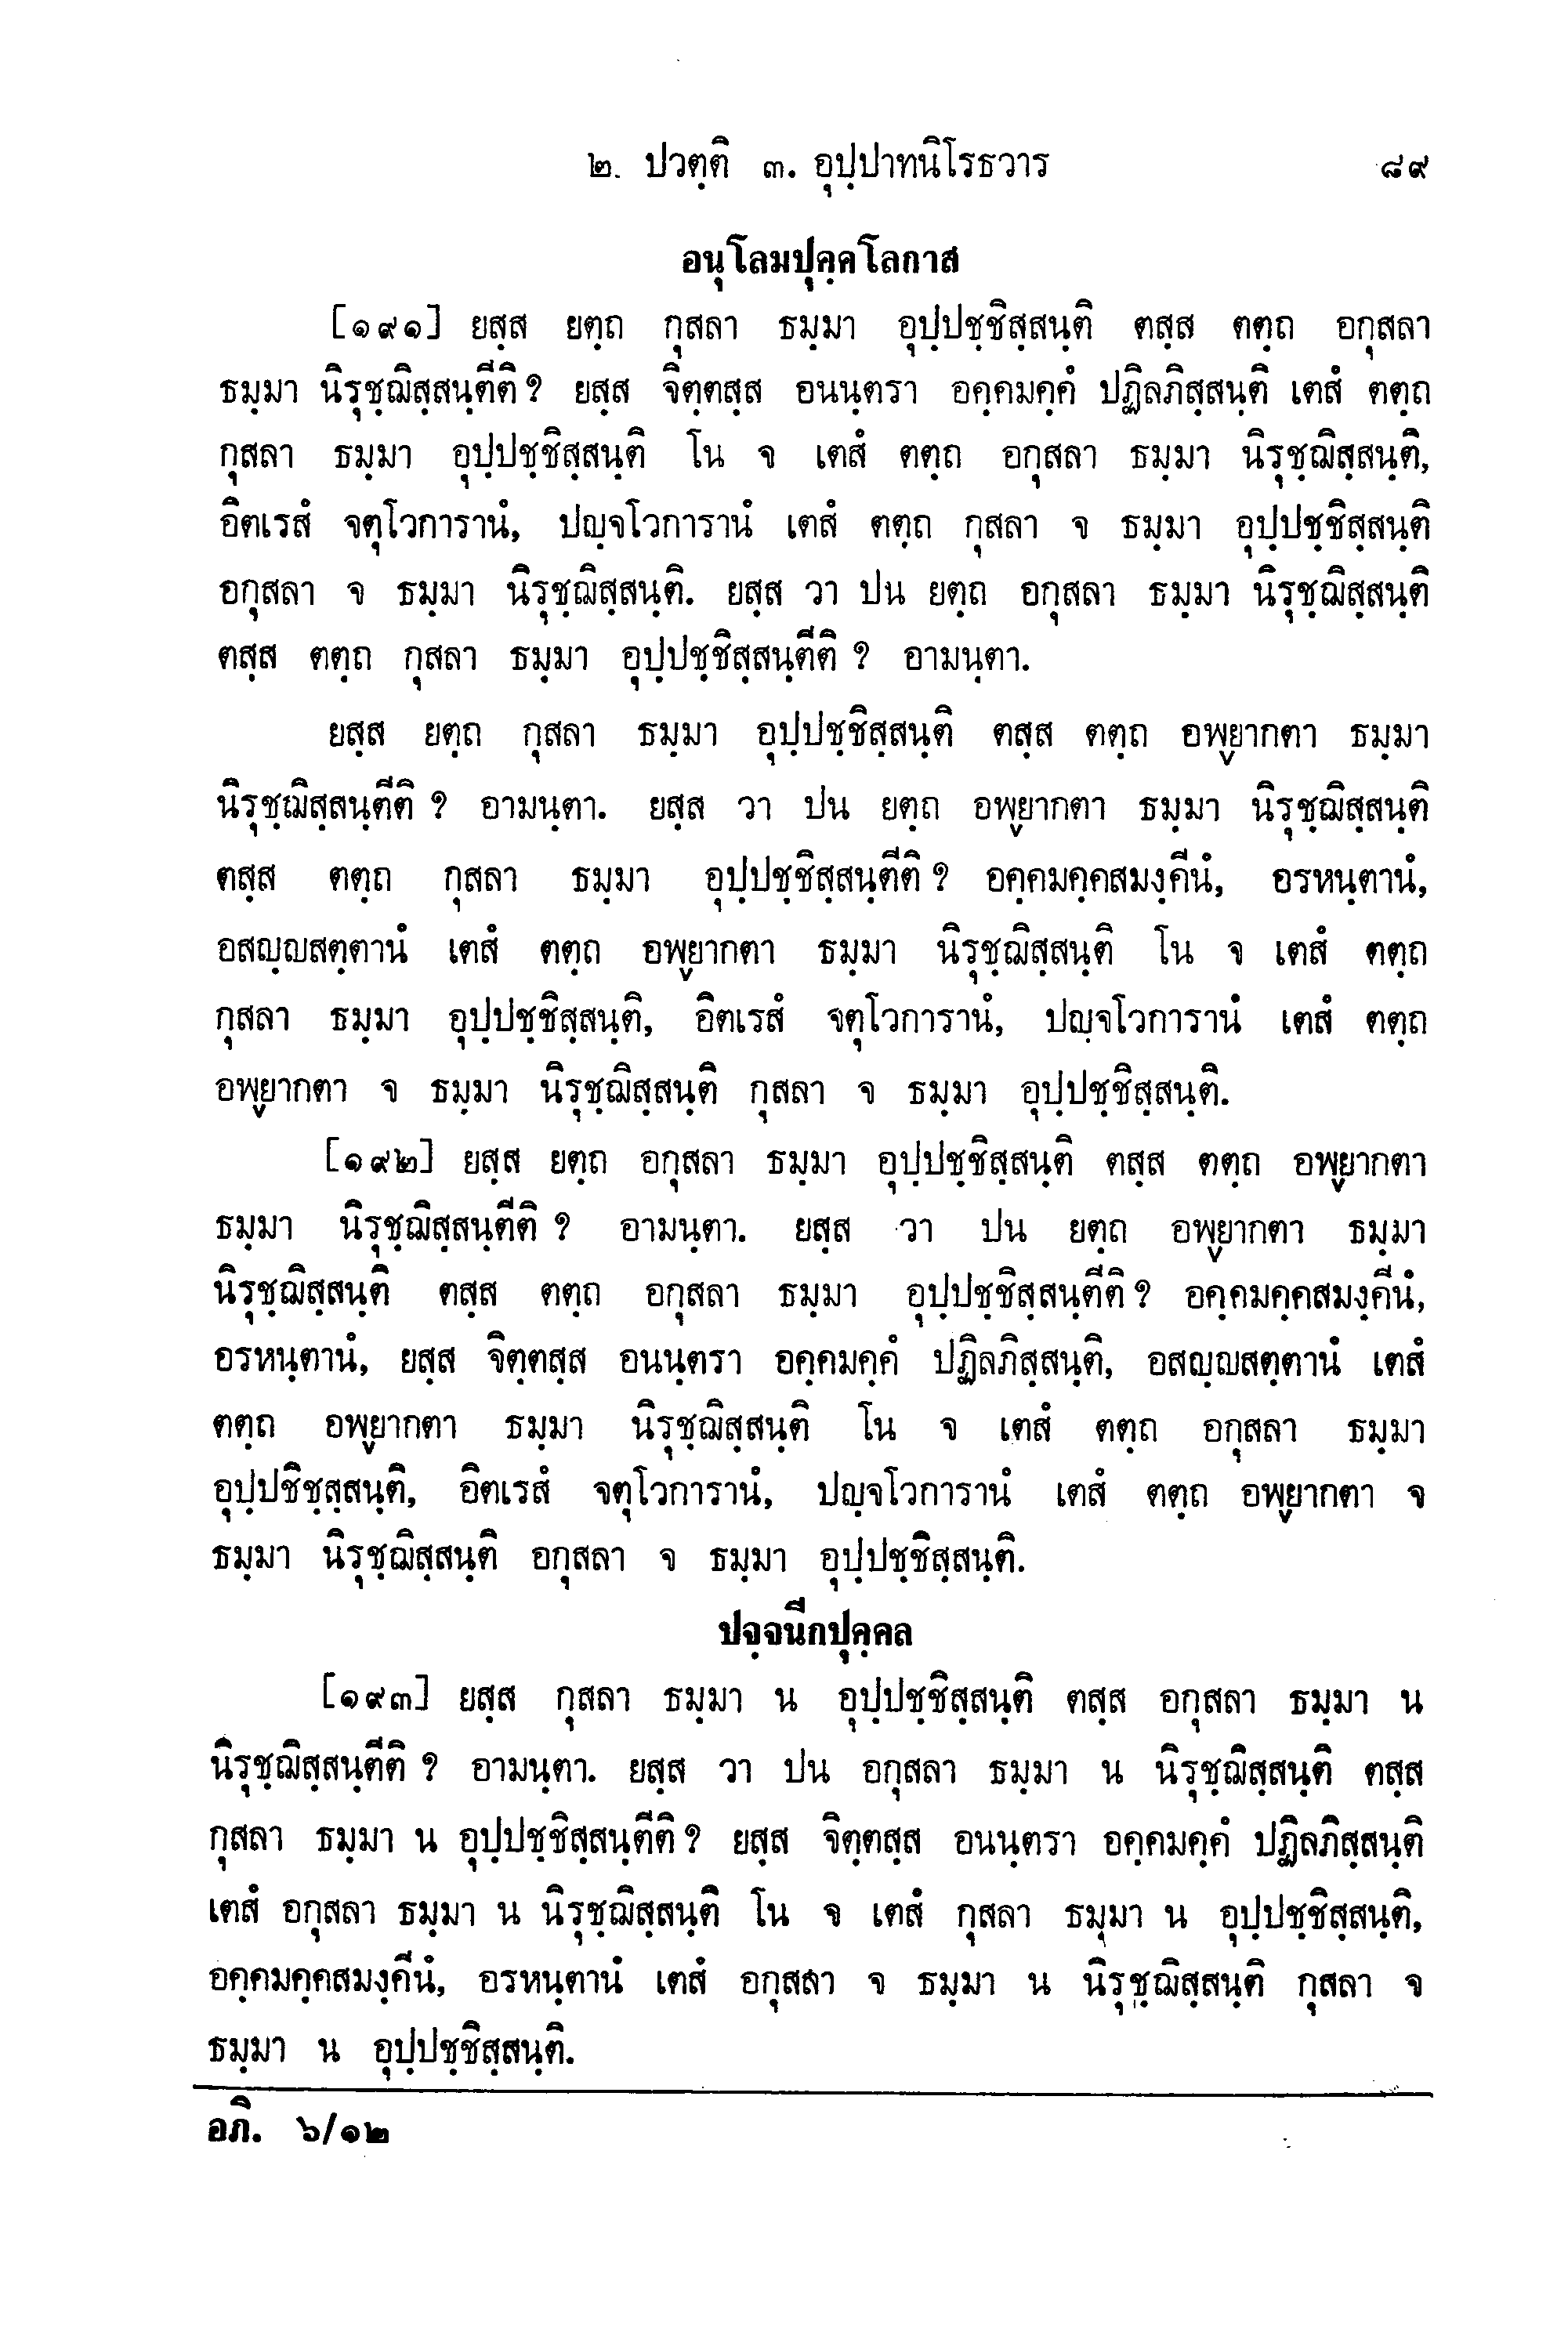 ๒. ปวตฺติ ๓. อุปฺปาทนิโรธวาร ๘๙
อนุโลมปุคฺคโลกาส
[๑๙๑] ยสฺส ยตฺถ กุสลา ธมฺมา อุปฺปชฺชิสฺสนฺติ ตสฺส ตตฺถ อกุสลา
ธมฺมา นิรุชฺฌิสฺสนฺตีติ ? ยสฺส จิตฺตสฺส อนนฺตรา อคฺคมคฺคํ ปฏิลภิสฺสนฺติ เตสํ ตตฺถ
กุสลา ธมฺมา อุปฺปชฺชิสฺสนฺติ โน จ เตสํ ตตฺถ อกุสลา ธมฺมา นิรุชฺฌิสฺสนฺติ,
อิตเรสํ จตุโวการานํ, ปญฺจโวการานํ เตสํ ตตฺถ กุสลา จ ธมฺมา อุปฺปชฺชิสฺสนฺติ
อกุสลา จ ธมฺมา นิรุชฺฌิสฺสนฺติ. ยสฺส วา ปน ยตฺถ อกุสลา ธมฺมา นิรุชฺฌิสฺสนฺติ
ตสฺส ตตฺถ กุสลา ธมฺมา อุปฺปชฺชิสฺสนฺตีติ ? อามนฺตา.
ยสฺส ยตฺถ กุสลา ธมฺมา อุปฺปชฺชิสฺสนฺติ ตสฺส ตตฺถ อพฺยากตา ธมฺมา
นิรุชฺฌิสฺสนฺตีติ ? อามนฺตา. ยสฺส วา ปน ยตฺถ อพฺยากตา ธมฺมา นิรุชฺฌิสฺสนฺติ
ตสฺส ตตฺถ กุสลา ธมฺมา อุปฺปชฺชิสฺสนฺตีติ ? อคฺคมคฺคสมงฺคีนํ, อรหนฺตานํ,
อสญฺญสตฺตานํ เตสํ ตตฺถ อพฺยากตา ธมฺมา นิรุชฺฌิสฺสนฺติ โน จ เตสํ ตตฺถ
กุสลา ธมฺมา อุปฺปชฺชิสฺสนฺติ, อิตเรสํ จตุโวการานํ, ปญฺจโวการานํ เตสํ ตตฺถ
อพฺยากตา จ ธมฺมา นิรุชฺฌิสฺสนฺติ กุสลา จ ธมฺมา อุปฺปชฺชิสฺสนฺติ.
[๑๙๒] ยสฺส ยตฺถ อกุสลา ธมฺมา อุปฺปชฺชิสฺสนฺติ ตสฺส ตตฺถ อพฺยากตา
ธมฺมา นิรุชฺฌิสฺสนฺตีติ ? อามนฺตา. ยสฺส วา ปน ยตฺถ อพฺยากตา ธมฺมา
นิรุชฺฌิสฺสนฺติ ตสฺส ตตฺถ อกุสลา ธมฺมา อุปฺปชฺชิสฺสนฺตีติ ? อคฺคมคฺคสมงฺคีนํ,
อรหนฺตานํ, ยสฺส จิตฺตสฺส อนนฺตรา อคฺคมคฺคํ ปฏิลภิสฺสนฺติ, อสญฺญสตฺตานํ เตสํ
ตตฺถ อพฺยากตา ธมฺมา นิรุชฺฌิสฺสนฺติ โน จ เตสํ ตตฺถ อกุสลา ธมฺมา
อุปฺปชิชฺสฺสนฺติ, อิตเรสํ จตุโวการานํ, ปญฺจโวการานํ เตสํ ตตฺถ อพฺยากตา จ
ธมฺมา นิรุชฺฌิสฺสนฺติ อกุสลา จ ธมฺมา อุปฺปชฺชิสฺสนฺติ.
ปจฺจนีกปุคฺคล
[๑๙๓] ยสฺส กุสลา ธมฺมา น อุปฺปชฺชิสฺสนฺติ ตสฺส อกุสลา ธมฺมา น
นิรุชฺฌิสฺสนฺตีติ ? อามนฺตา. ยสฺส วา ปน อกุสลา ธมฺมา น นิรุชฺฌิสฺสนฺติ ตสฺส
กุสลา ธมฺมา น อุปฺปชฺชิสฺสนฺตีติ ? ยสฺส จิตฺตสฺส อนนฺตรา อคฺคมคฺคํ ปฏิลภิสฺสนฺติ
เตสํ อกุสลา ธมฺมา น นิรุชฺฌิสฺสนฺติ โน จ เตสํ กุสลา ธมุมา น อุปฺปชฺชิสฺสนฺติ,
อคฺคมคฺคสมงฺคีนํ, อรหนฺตานํ เตสํ อกุสลา จ ธมฺมา น นิรุชฺฌิสฺสนฺติ กุสลา จ
ธมฺมา น อุปฺปชฺชิสฺสนฺติ.
อภิ. ๖/๑๒